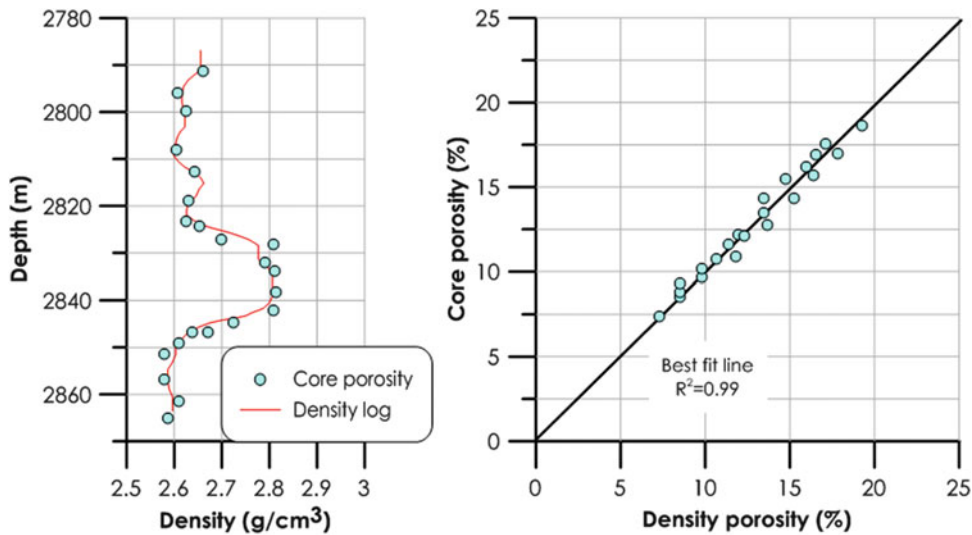 2780
2800
2820
2840
2860
Depth (m)
2.5 2.6 2.7 2.8 2.9 3
Density (g/cm³)
Core porosity
Density log
25
20
15
10
5
0
Core porosity (%)
Best fit line
R²=0.99
0 5 10 15 20 25
Density porosity (%)